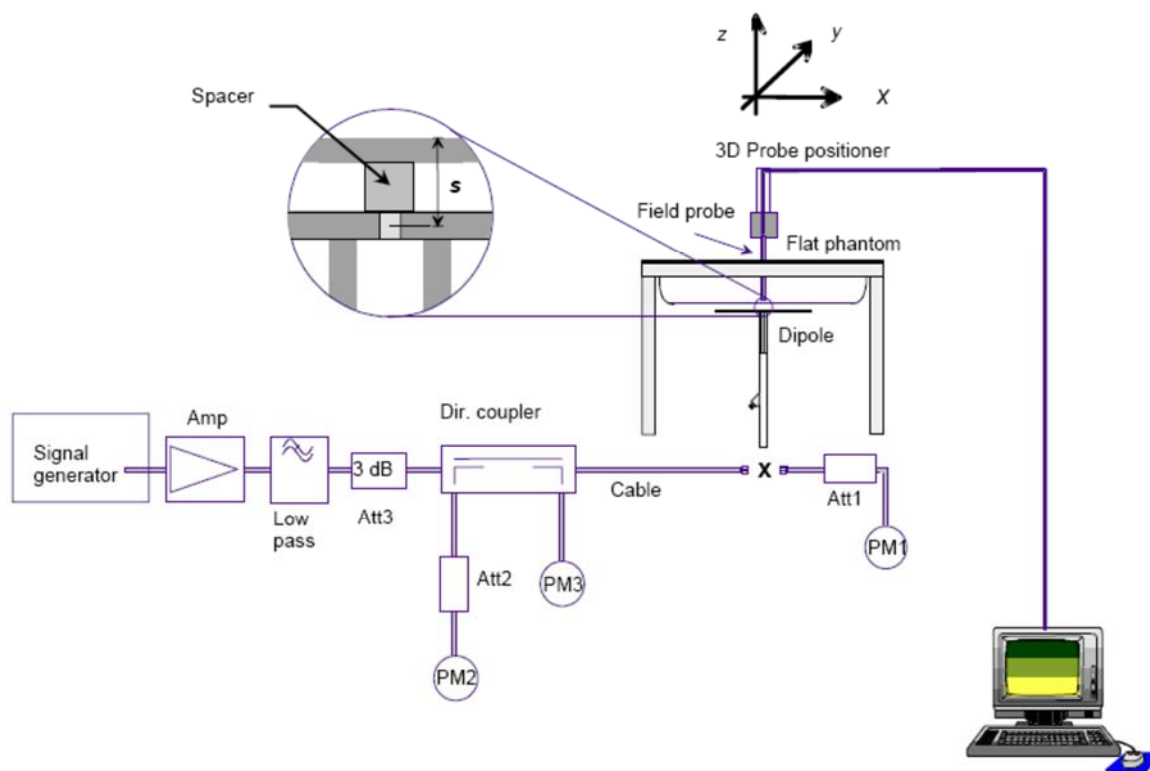 z
y
X
Spacer
s
3D Probe positioner
Field probe
Flat phantom
Dipole
Dir. coupler
Amp
Signal
generator
3 dB
Cable
X
Att1
Low
pass
Att3
PM1
Att2
PM3
PM2